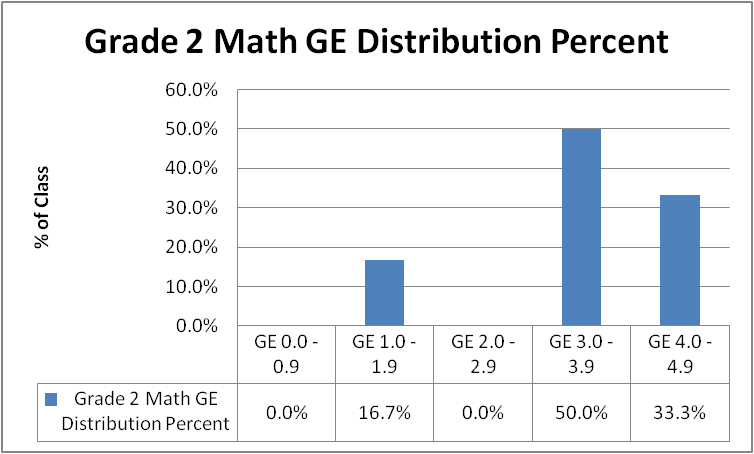 Grade 2 Math GE Distribution Percent
60.0%
50.0%
40.0%
30.0%
20.0%
10.0%
0.0%
% of Class
GE 0.0 - 0.9
GE 1.0 - 1.9
GE 2.0 - 2.9
GE 3.0 - 3.9
GE 4.0 - 4.9
Grade 2 Math GE
Distribution Percent
0.0% 16.7% 0.0% 50.0% 33.3%